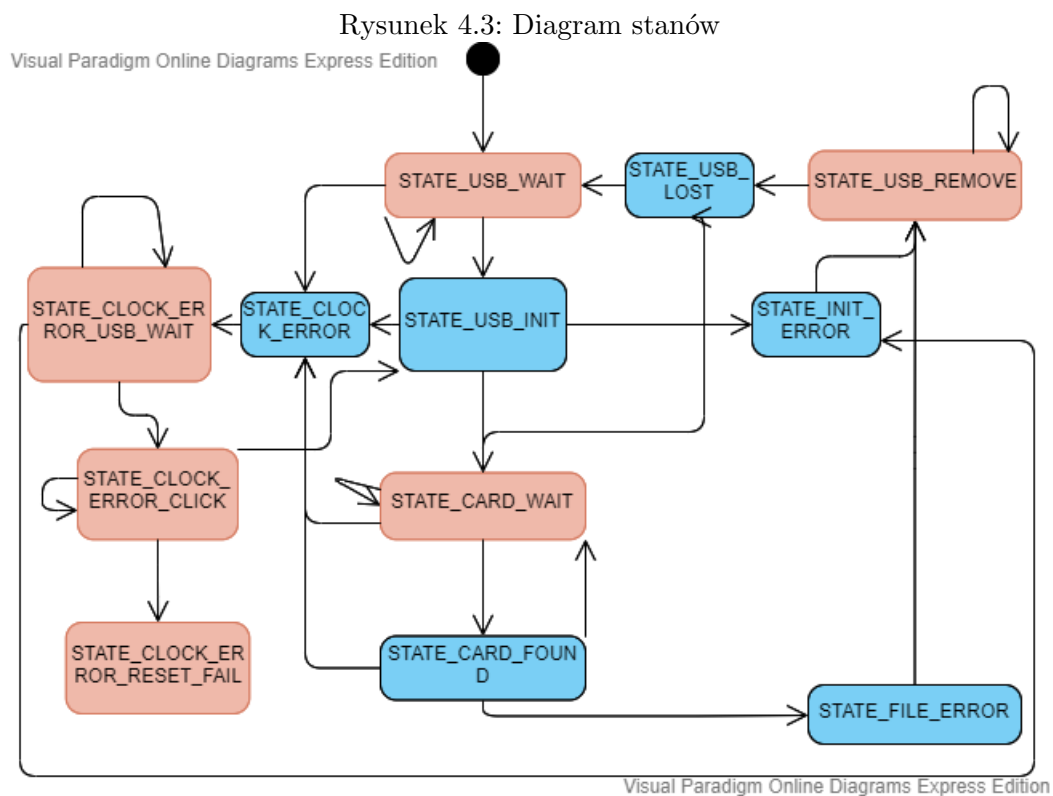 Rysunek 4.3: Diagram stanów
Visual Paradigm Online Diagrams Express Edition
STATE_USB_WAIT
STATE_USB_
LOST
STATE_USB_REMOVE
STATE_CLOCK_ER
ROR_USB_WAIT
STATE_CLOC
K_ERROR
STATE_USB_INIT
STATE_INIT_
ERROR
STATE_CLOCK_
ERROR_CLICK
STATE_CARD_WAIT
STATE_CLOCK_ER
ROR_RESET_FAIL
STATE_CARD_FOUN
D
STATE_FILE_ERROR
Visual Paradigm Online Diagrams Express Edition